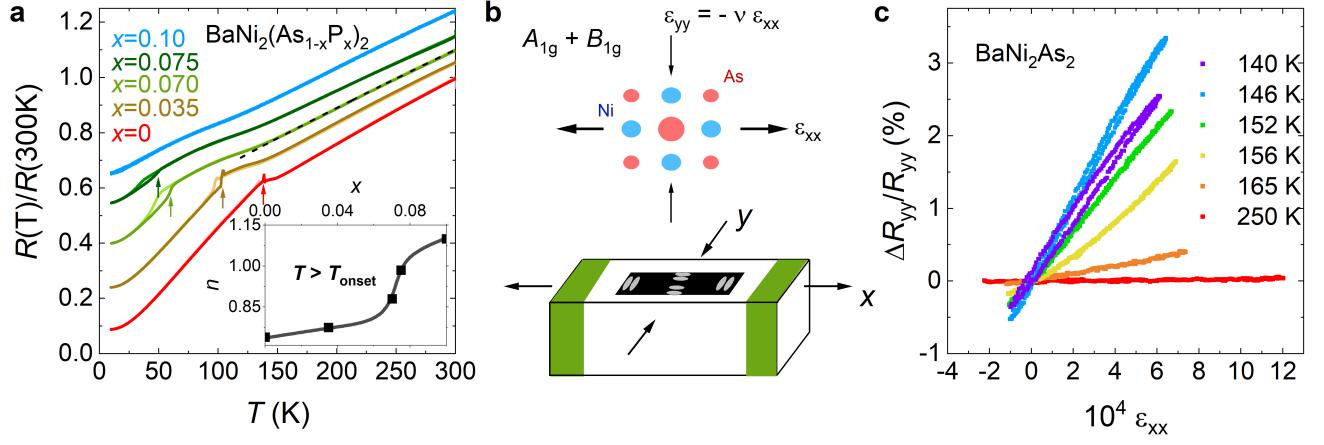 a
BaNi2(As1-xPx)2
x=0.10
x=0.075
x=0.070
x=0.035
x=0
R(T)/R(300K)
1.2
1.0
0.8
0.6
0.4
0.2
0.0
0 50 100 150 200 250 300
T (K)
x
0.00 0.04 0.08
1.15
1.00
0.85
n
T > Tonset
b
εyy = - ν εxx
A1g + B1g
As
Ni
εxx
y
x
c
BaNi2As2
140 K
146 K
152 K
156 K
165 K
250 K
ΔRyy/Ryy (%)
3
2
1
0
-1
-4 -2 0 2 4 6 8 10 12
10^4 εxx